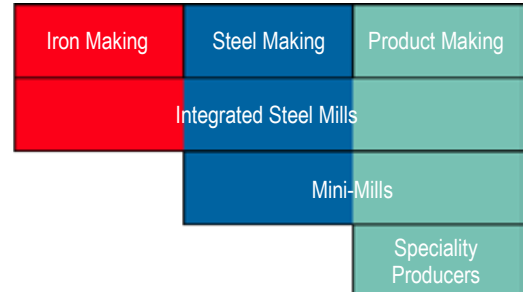 Iron Making
Steel Making
Product Making
Integrated Steel Mills
Mini-Mills
Speciality
Producers